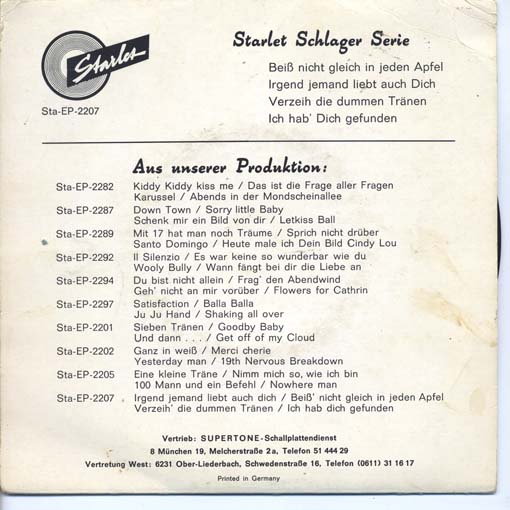 Starlet
Starlet Schlager Serie
Beiß nicht gleich in jeden Apfel
Irgend jemand liebt auch Dich
Verzeih die dummen Tränen
Ich hab' Dich gefunden
Sta-EP-2207
Aus unserer Produktion:
Sta-EP-2282 Kiddy Kiddy kiss me / Das ist die Frage aller Fragen
Karussel / Abends in der Mondscheinallee
Sta-EP-2287 Down Town / Sorry little Baby
Schenk mir ein Bild von dir / Letkiss Ball
Sta-EP-2289 Mit 17 hat man noch Träume / Sprich nicht drüber
Santo Domingo / Heute male ich Dein Bild Cindy Lou
Sta-EP-2292 Il Silenzio / Es war keine so wunderbar wie du
Wooly Bully / Wann fängt bei dir die Liebe an
Sta-EP-2294 Du bist nicht allein / Frag' den Abendwind
Geh' nicht an mir vorüber / Flowers for Cathrin
Sta-EP-2297 Satisfaction / Balla Balla
Ju Ju Hand / Shaking all over
Sta-EP-2201 Sieben Tränen / Goodby Baby
Und dann . . . / Get off of my Cloud
Sta-EP-2202 Ganz in weiß / Merci cherie
Yesterday man / 19th Nervous Breakdown
Sta-EP-2205 Eine kleine Träne / Nimm mich so, wie ich bin
100 Mann und ein Befehl / Nowhere man
Sta-EP-2207 Irgend jemand liebt auch dich / Beiß' nicht gleich in jeden Apfel
Verzeih' die dummen Tränen / Ich hab dich gefunden
Vertrieb: SUPERTONE-Schallplattendienst
8 München 19, Melcherstraße 2a, Telefon 51 44 29
Vertretung West: 6231 Ober-Liederbach, Schwedenstraße 16, Telefon (0611) 31 16 17
Printed in Germany